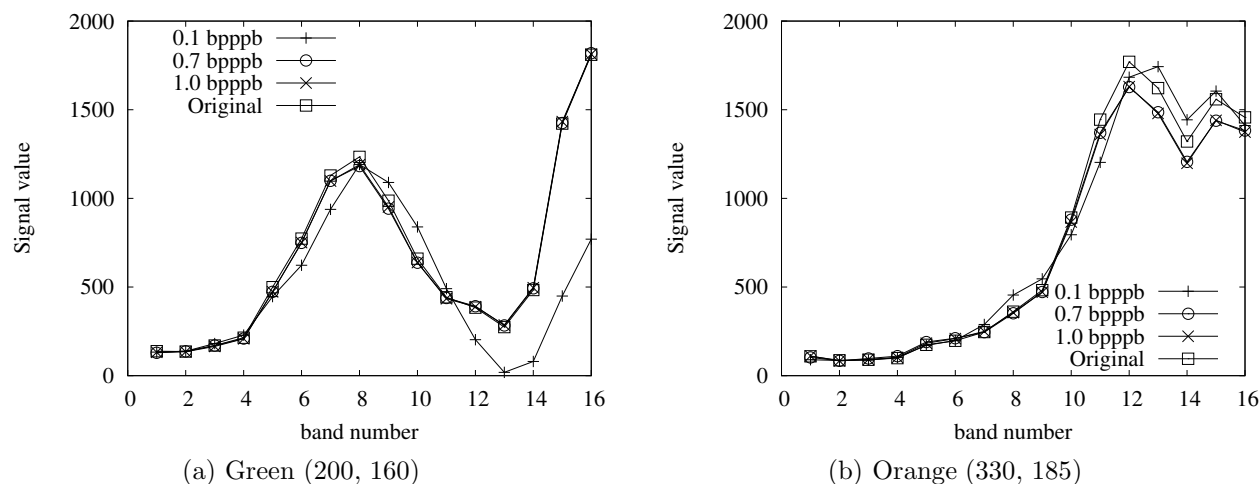 2000
1500
1000
500
0
Signal value
0.1 bpppb
0.7 bpppb
1.0 bpppb
Original
0 2 4 6 8 10 12 14 16
band number
(a) Green (200, 160)
2000
1500
1000
500
0
Signal value
0.1 bpppb
0.7 bpppb
1.0 bpppb
Original
0 2 4 6 8 10 12 14 16
band number
(b) Orange (330, 185)